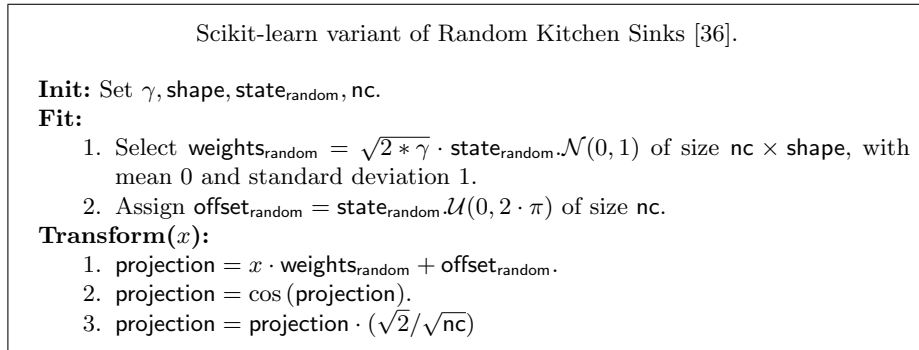 Scikit-learn variant of Random Kitchen Sinks [36].
Init: Set γ, shape, state_random, nc.
Fit:
1. Select weights_random = √(2 ∗ γ) · state_random.𝒩(0, 1) of size nc × shape, with
mean 0 and standard deviation 1.
2. Assign offset_random = state_random.𝒰(0, 2 · π) of size nc.
Transform(x):
1. projection = x · weights_random + offset_random.
2. projection = cos (projection).
3. projection = projection · (√2/√nc)